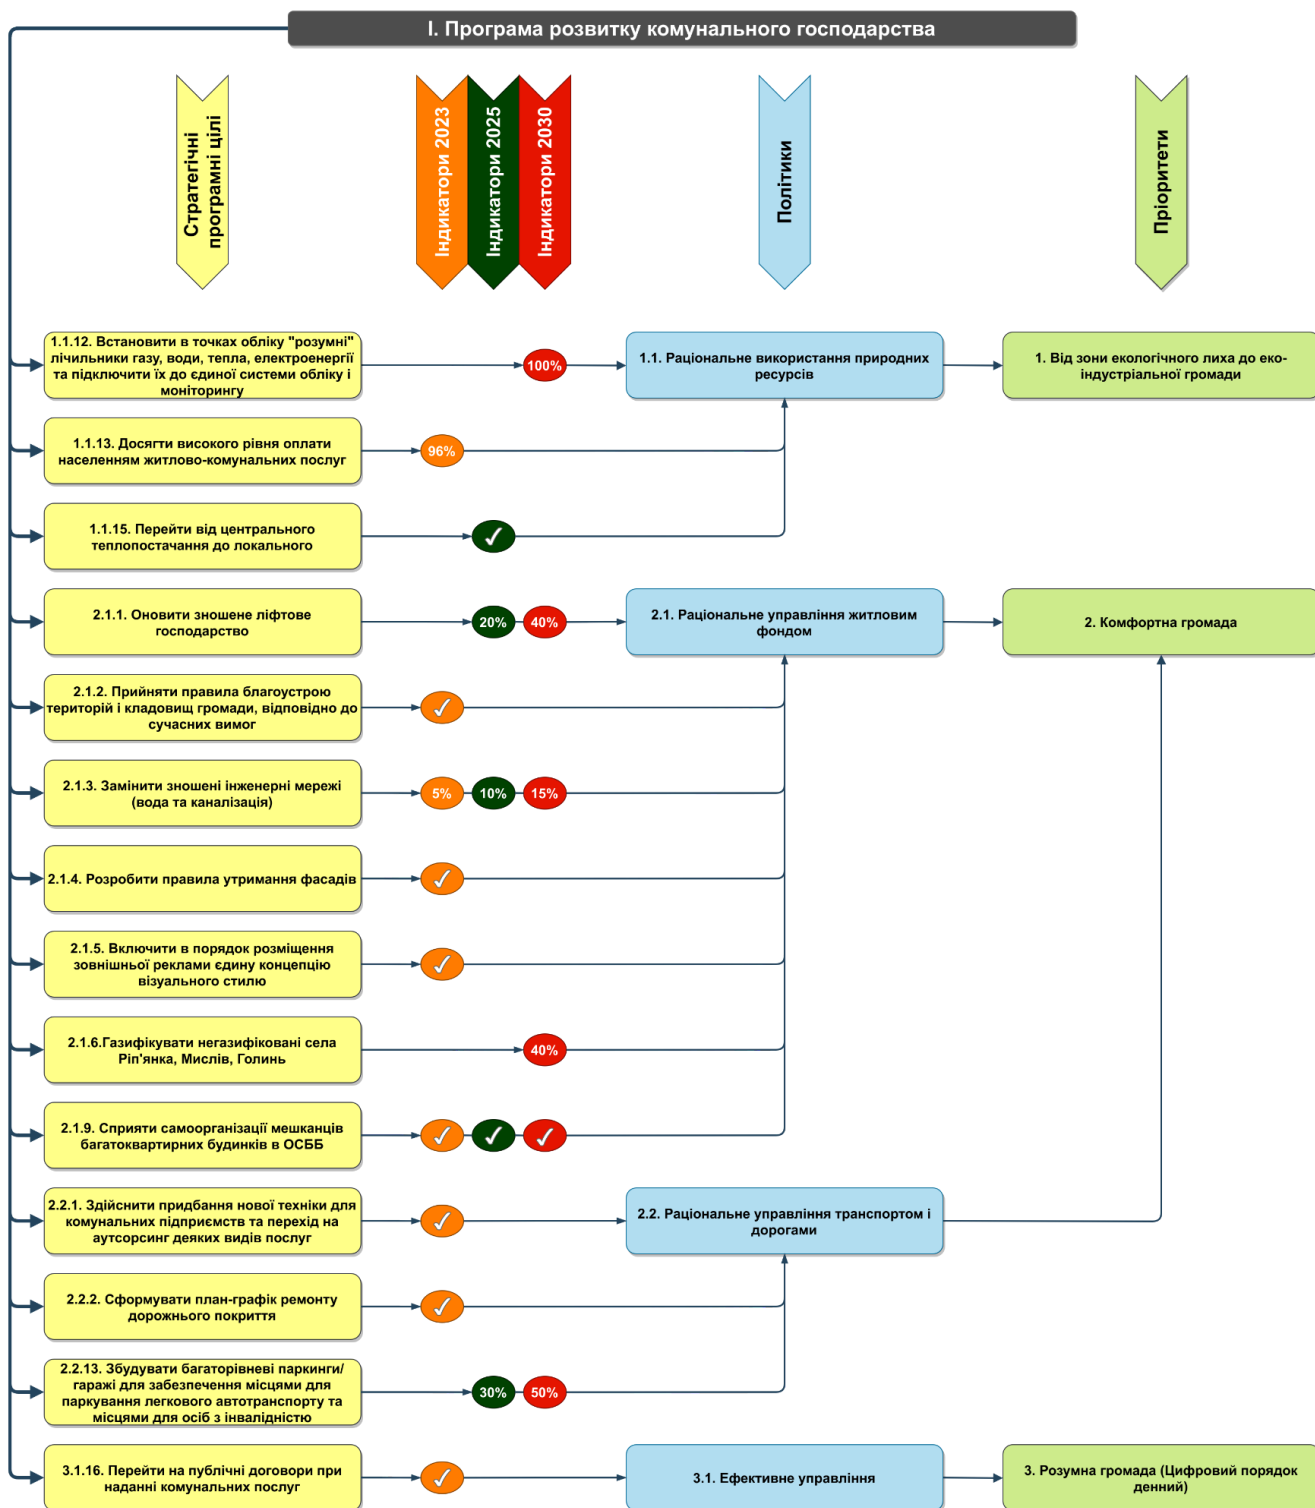 І. Програма розвитку комунального господарства
Стратегічні
програмні цілі
Індикатори 2023
Індикатори 2025
Індикатори 2030
Політики
Пріоритети
1.1.12. Встановити в точках обліку "розумні"
лічильники газу, води, тепла, електроенергії
та підключити їх до єдиної системи обліку і
моніторингу
100%
1.1. Раціональне використання природних
ресурсів
1. Від зони екологічного лиха до еко-
індустріальної громади
1.1.13. Досягти високого рівня оплати
населенням житлово-комунальних послуг
96%
1.1.15. Перейти від центрального
теплопостачання до локального
✓
2.1.1. Оновити зношене ліфтове
господарство
20%
40%
2.1. Раціональне управління житловим
фондом
2. Комфортна громада
2.1.2. Прийняти правила благоустрою
територій і кладовищ громади, відповідно до
сучасних вимог
✓
2.1.3. Замінити зношені інженерні мережі
(вода та каналізація)
5%
10%
15%
2.1.4. Розробити правила утримання фасадів
✓
2.1.5. Включити в порядок розміщення
зовнішньої реклами єдину концепцію
візуального стилю
✓
2.1.6.Газифікувати негазифіковані села
Ріп'янка, Мислів, Голинь
40%
2.1.9. Сприяти самоорганізації мешканців
багатоквартирних будинків в ОСББ
✓
✓
✓
2.2.1. Здійснити придбання нової техніки для
комунальних підприємств та перехід на
аутсорсинг деяких видів послуг
✓
2.2. Раціональне управління транспортом і
дорогами
2.2.2. Сформувати план-графік ремонту
дорожнього покриття
✓
2.2.13. Збудувати багаторівневі паркинги/
гаражі для забезпечення місцями для
паркування легкового автотранспорту та
місцями для осіб з інвалідністю
30%
50%
3.1.16. Перейти на публічні договори при
наданні комунальних послуг
✓
3.1. Ефективне управління
3. Розумна громада (Цифровий порядок
денний)